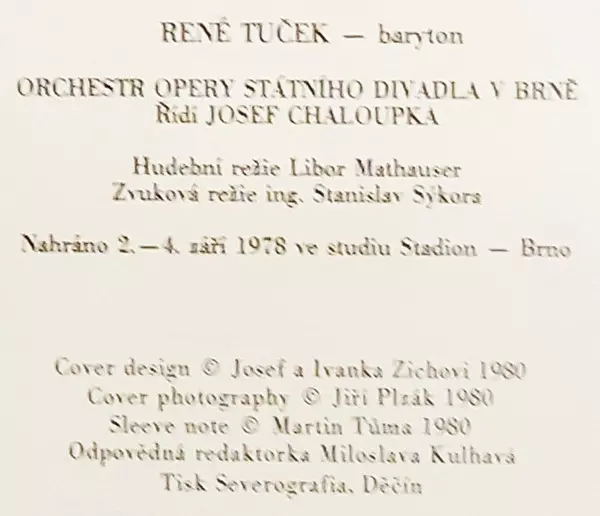 RENÉ TUČEK — baryton
ORCHESTR OPERY STÁTNÍHO DIVADLA V BRNĚ
Řídí JOSEF CHALOUPKA
Hudební režie Libor Mathauser
Zvuková režie ing. Stanislav Sýkora
Nahráno 2.—4. září 1978 ve studiu Stadion — Brno
Cover design © Josef a Ivanka Zichovi 1980
Cover photography © Jiří Plzák 1980
Sleeve note © Martin Tůma 1980
Odpovědná redaktorka Miloslava Kulhavá
Tisk Severografia, Děčín